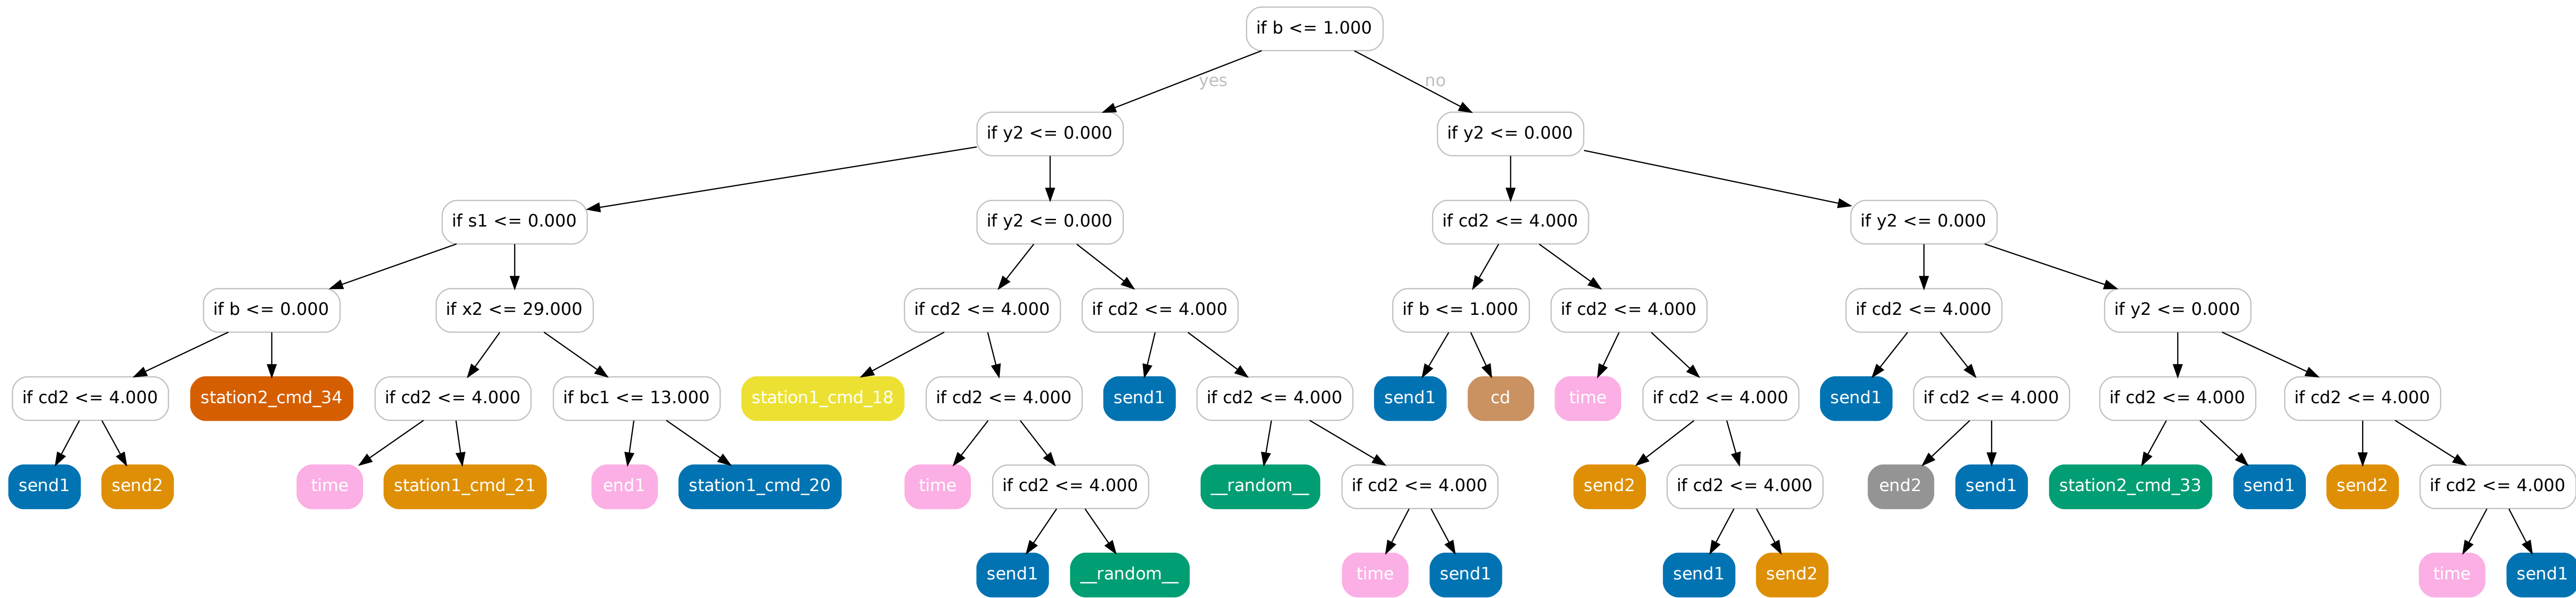 if b <= 1.000
yes
no
if y2 <= 0.000
if y2 <= 0.000
if s1 <= 0.000
if y2 <= 0.000
if cd2 <= 4.000
if y2 <= 0.000
if b <= 0.000
if x2 <= 29.000
if cd2 <= 4.000
if cd2 <= 4.000
if b <= 1.000
if cd2 <= 4.000
if cd2 <= 4.000
if y2 <= 0.000
if cd2 <= 4.000
station2_cmd_34
if cd2 <= 4.000
if bc1 <= 13.000
station1_cmd_18
if cd2 <= 4.000
send1
if cd2 <= 4.000
send1
cd
time
if cd2 <= 4.000
send1
if cd2 <= 4.000
if cd2 <= 4.000
if cd2 <= 4.000
send1
send2
time
station1_cmd_21
end1
station1_cmd_20
time
if cd2 <= 4.000
__random__
if cd2 <= 4.000
send2
if cd2 <= 4.000
end2
send1
station2_cmd_33
send1
send2
if cd2 <= 4.000
send1
__random__
time
send1
send1
send2
time
send1